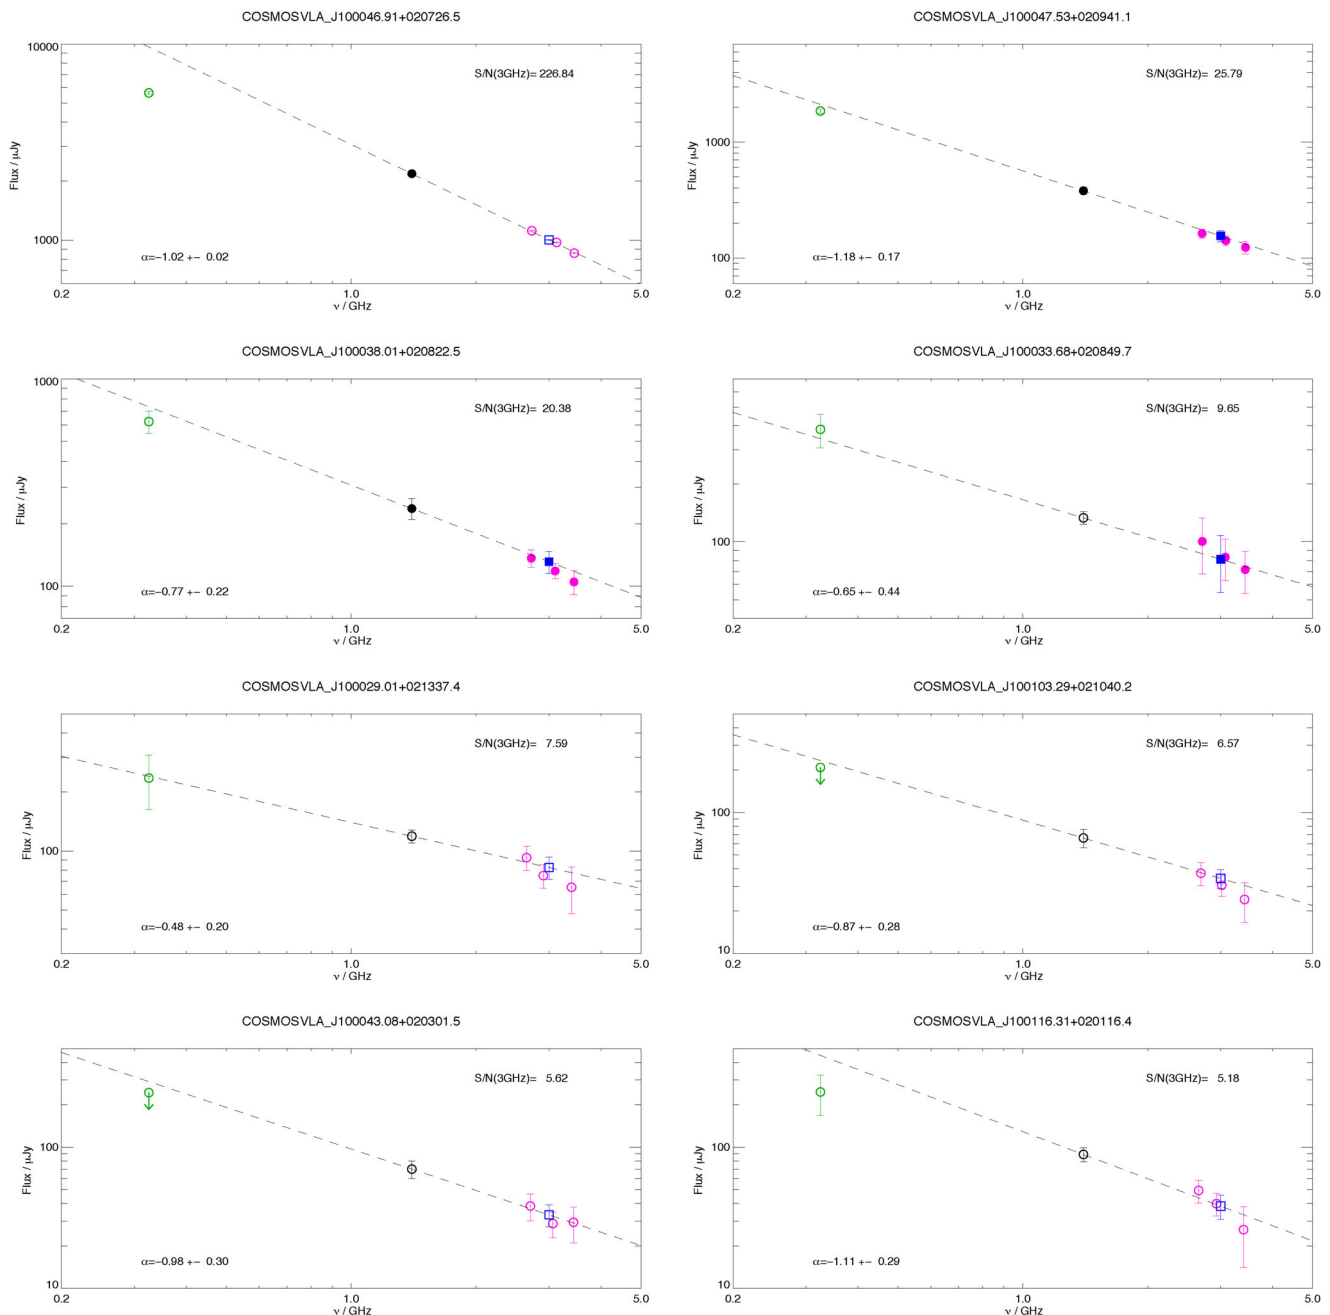 COSMOSVLA_J100046.91+020726.5
10000
S/N(3GHz)= 226.84
Flux / μJy
1000
α=−1.02 +− 0.02
0.2
1.0
5.0
ν / GHz
COSMOSVLA_J100047.53+020941.1
S/N(3GHz)= 25.79
1000
Flux / μJy
100
α=−1.18 +− 0.17
0.2
1.0
5.0
ν / GHz
COSMOSVLA_J100038.01+020822.5
1000
S/N(3GHz)= 20.38
Flux / μJy
100
α=−0.77 +− 0.22
0.2
1.0
5.0
ν / GHz
COSMOSVLA_J100033.68+020849.7
S/N(3GHz)= 9.65
Flux / μJy
100
α=−0.65 +− 0.44
0.2
1.0
5.0
ν / GHz
COSMOSVLA_J100029.01+021337.4
S/N(3GHz)= 7.59
Flux / μJy
100
α=−0.48 +− 0.20
0.2
1.0
5.0
ν / GHz
COSMOSVLA_J100103.29+021040.2
S/N(3GHz)= 6.57
100
Flux / μJy
α=−0.87 +− 0.28
10
0.2
1.0
5.0
ν / GHz
COSMOSVLA_J100043.08+020301.5
S/N(3GHz)= 5.62
100
Flux / μJy
α=−0.98 +− 0.30
10
0.2
1.0
5.0
ν / GHz
COSMOSVLA_J100116.31+020116.4
S/N(3GHz)= 5.18
100
Flux / μJy
α=−1.11 +− 0.29
10
0.2
1.0
5.0
ν / GHz